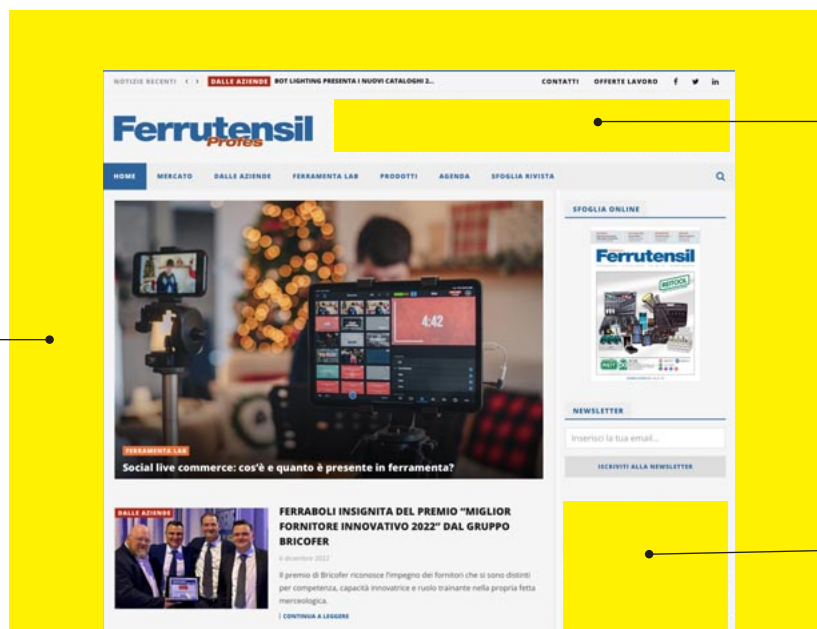 NOTIZIE RECENTI ‹ › DALLE AZIENDE BOT LIGHTING PRESENTA I NUOVI CATALOGHI 2...
CONTATTI OFFERTE LAVORO f in
Ferrutensil
Profes
HOME MERCATO DALLE AZIENDE FERRAMENTA LAB PRODOTTI AGENDA SFOGLIA RIVISTA
4:42
FERRAMENTA LAB
Social live commerce: cos'è e quanto è presente in ferramenta?
SFOGLIA ONLINE
Ferrutensil
NEWSLETTER
Inserisci la tua email...
ISCRIVITI ALLA NEWSLETTER
DALLE AZIENDE
FERRABOLI INSIGNITA DEL PREMIO “MIGLIOR
FORNITORE INNOVATIVO 2022” DAL GRUPPO
BRICOFER
6 dicembre 2022
Il premio di Bricofer riconosce l'impegno dei fornitori che si sono distinti
per competenza, capacità innovatrice e ruolo trainante nella propria fetta
merceologica.
CONTINUA A LEGGERE